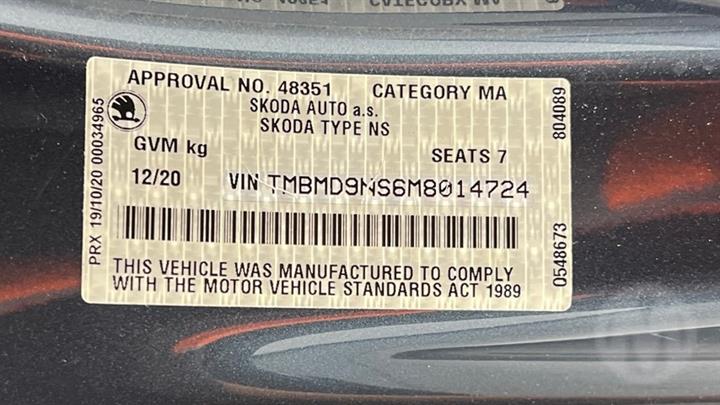 APPROVAL NO. 48351 CATEGORY MA
SKODA AUTO a.s.
SKODA TYPE NS
GVM kg SEATS 7
12/20 VIN TMBMD9NS6M8014724
THIS VEHICLE WAS MANUFACTURED TO COMPLY
WITH THE MOTOR VEHICLE STANDARDS ACT 1989
PRX 19/10/20 00034965
804089
0548673